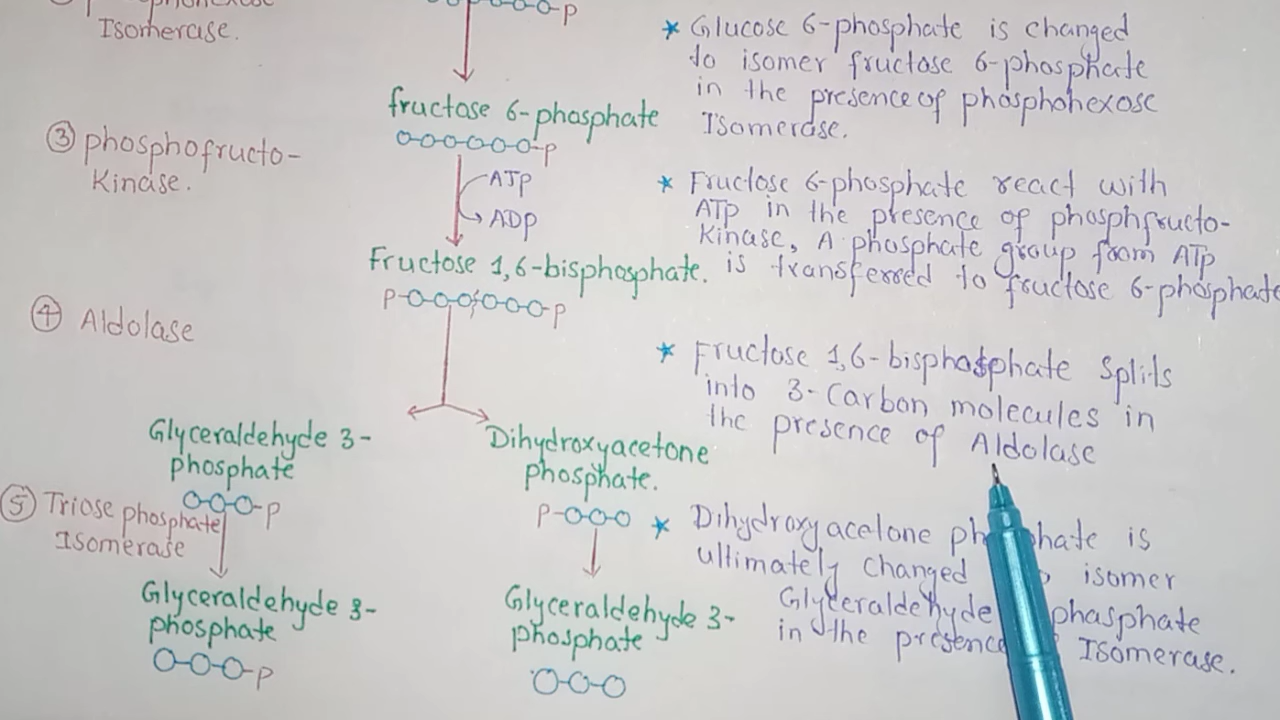 Isomerase.
O-O-P
* Glucose 6-phosphate is changed
to isomer fructose 6-phosphate
in the presence of phosphohexose
Isomerase.
fructose 6-phosphate
O-O-O-O-O-O-P
③ phosphofructo-
Kinase.
ATP
ADP
* Fructose 6-phosphate react with
ATP in the presence of phosphfructo-
Kinase, A phosphate group from ATP
is transferred to fructose 6-phosphate
Fructose 1,6-bisphosphate.
P-O-O-O-O-O-O-P
④ Aldolase
* Fructose 1,6-bisphosphate Splits
into 3-Carbon molecules in
the presence of Aldolase
Glyceraldehyde 3-
phosphate
O-O-O-P
Dihydroxyacetone
phosphate.
P-O-O-O
⑤ Triose phosphate
Isomerase
* Dihydroxyacetone phosphate is
ultimately changed isomer
Glyceraldehyde phasphate
in the presence Isomerase.
Glyceraldehyde 3-
phosphate
O-O-O-P
Glyceraldehyde 3-
phosphate
O-O-O